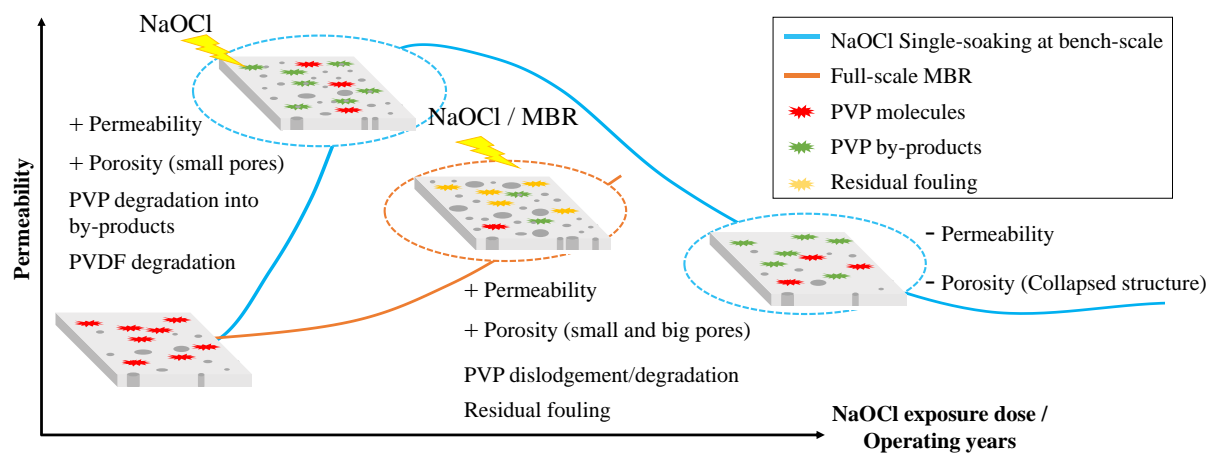 NaOCl
NaOCl Single-soaking at bench-scale
Full-scale MBR
PVP molecules
PVP by-products
Residual fouling
+ Permeability
+ Porosity (small pores)
PVP degradation into
by-products
PVDF degradation
NaOCl / MBR
+ Permeability
+ Porosity (small and big pores)
PVP dislodgement/degradation
Residual fouling
- Permeability
- Porosity (Collapsed structure)
Permeability
NaOCl exposure dose /
Operating years